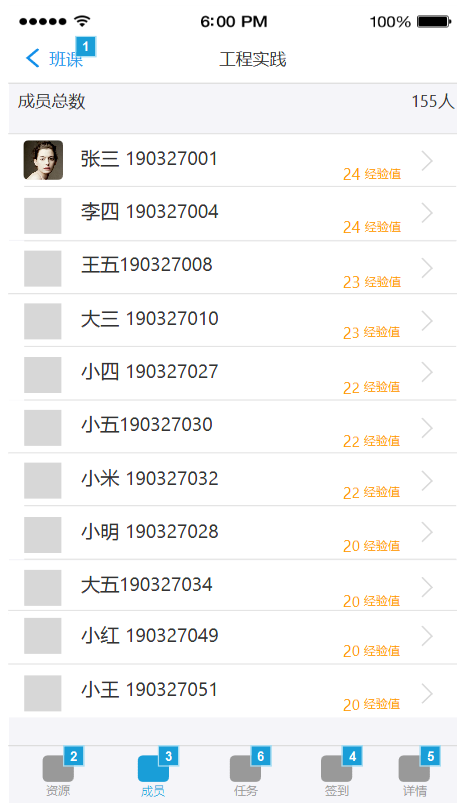 6:00 PM 100%
班课 1 工程实践
成员总数 155人
张三 190327001 24 经验值
李四 190327004 24 经验值
王五190327008 23 经验值
大三 190327010 23 经验值
小四 190327027 22 经验值
小五190327030 22 经验值
小米 190327032 22 经验值
小明 190327028 20 经验值
大五190327034 20 经验值
小红 190327049 20 经验值
小王 190327051 20 经验值
2 3 6 4 5
资源 成员 任务 签到 详情